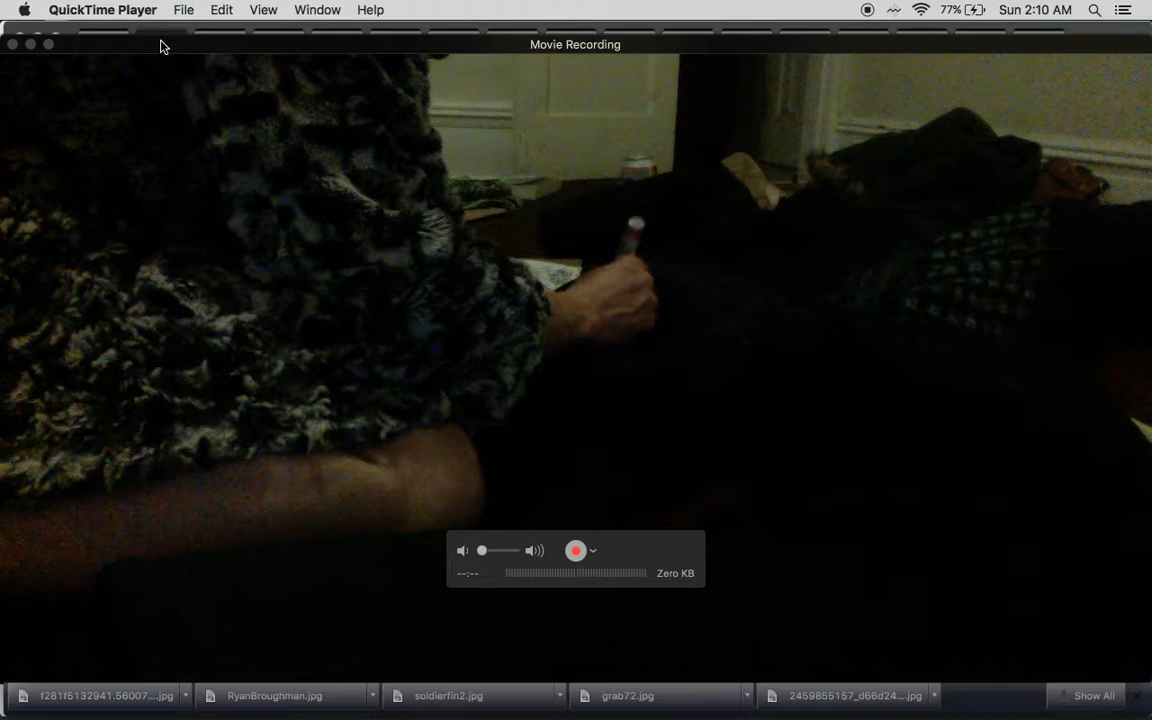 QuickTime Player File Edit View Window Help 77% Sun 2:10 AM
Movie Recording
--:-- Zero KB
f281f5132941.56007....jpg RyanBroughman.jpg soldierfin2.jpg grab72.jpg 2459855157_d66d24....jpg Show All